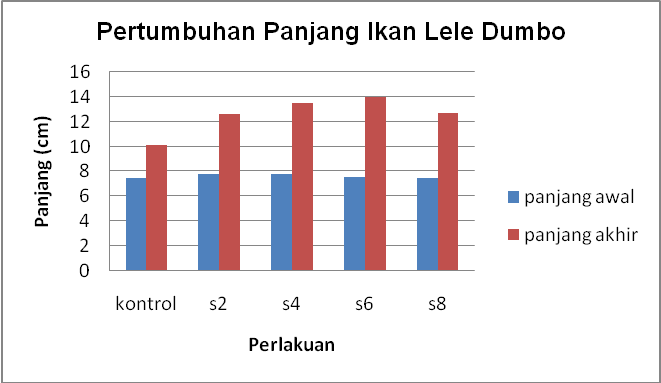 Pertumbuhan Panjang Ikan Lele Dumbo
Panjang (cm)
16
14
12
10
8
6
4
2
0
kontrol s2 s4 s6 s8
Perlakuan
panjang awal
panjang akhir